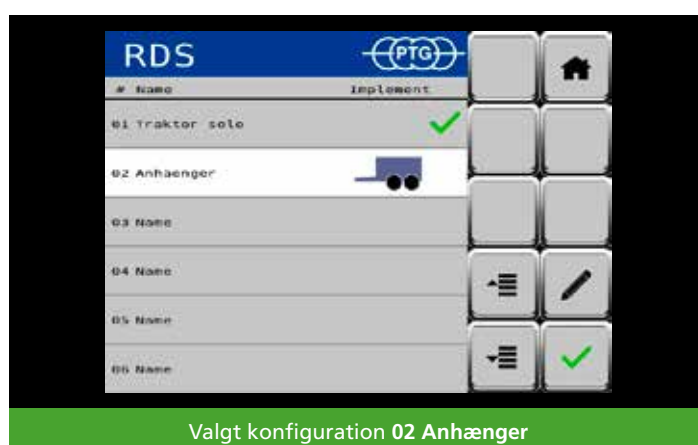 RDS PTG
# Name Implement
01 Traktor solo
02 Anhaenger
03 Name
04 Name
05 Name
06 Name
Valgt konfiguration 02 Anhænger